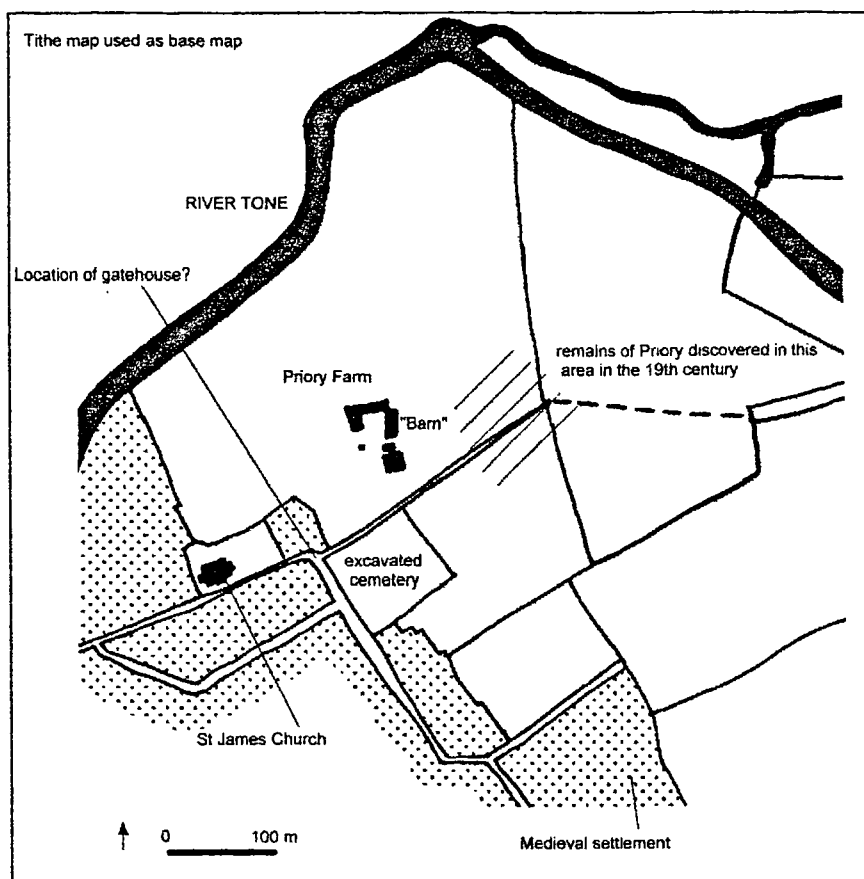 Tithe map used as base map
RIVER TONE
Location of gatehouse?
remains of Priory discovered in this
area in the 19th century
Priory Farm
"Barn"
excavated
cemetery
St James Church
0 100 m
Medieval settlement